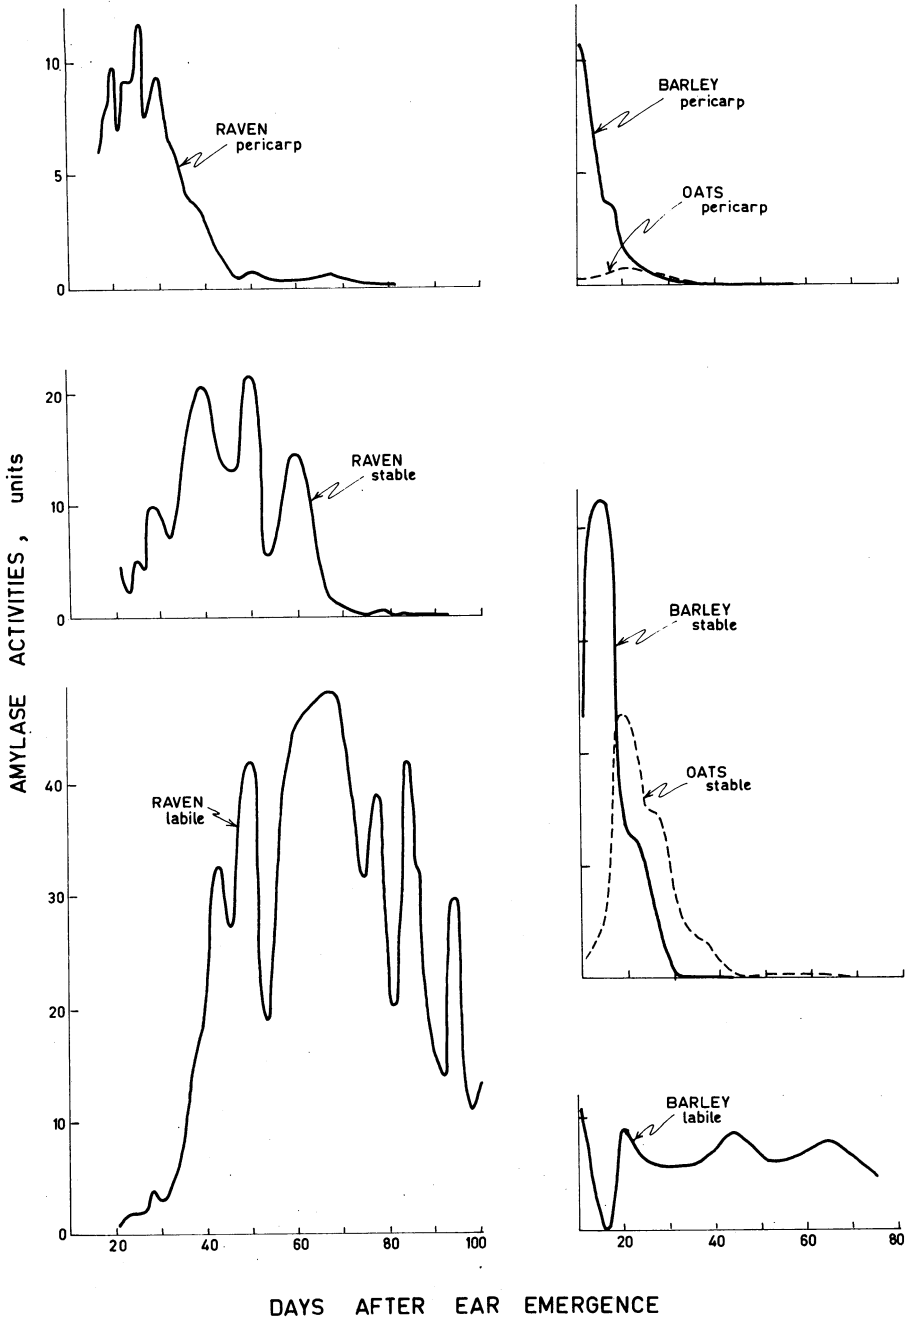 10
5
0
RAVEN
pericarp
BARLEY
pericarp
OATS
pericarp
20
10
0
RAVEN
stable
BARLEY
stable
OATS
stable
40
30
20
10
0
RAVEN
labile
20 40 60 80 100
BARLEY
labile
20 40 60 80
AMYLASE ACTIVITIES, units
DAYS AFTER EAR EMERGENCE